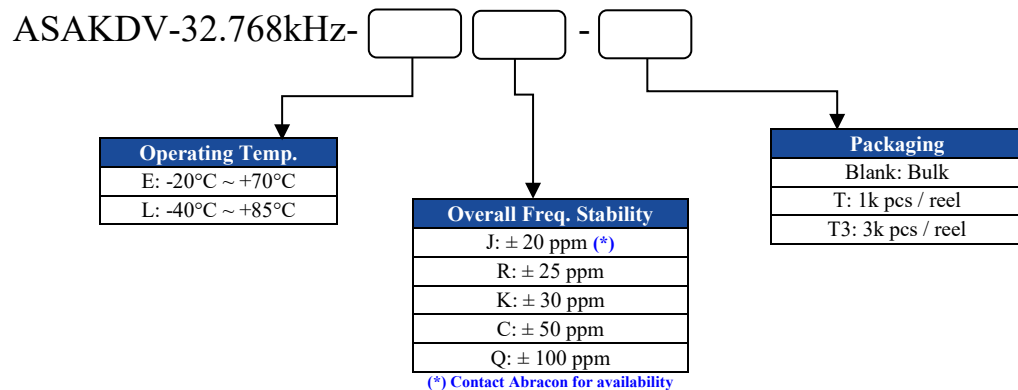 ASAKDV-32.768kHz- -
Operating Temp.
E: -20°C ~ +70°C
L: -40°C ~ +85°C
Overall Freq. Stability
J: ± 20 ppm (*)
R: ± 25 ppm
K: ± 30 ppm
C: ± 50 ppm
Q: ± 100 ppm
(*) Contact Abracon for availability
Packaging
Blank: Bulk
T: 1k pcs / reel
T3: 3k pcs / reel